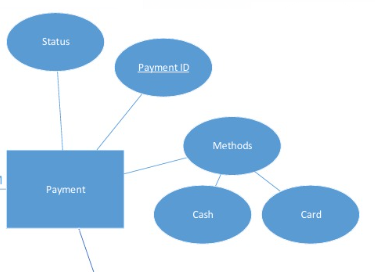 Status
Payment ID
Methods
Payment
Cash
Card